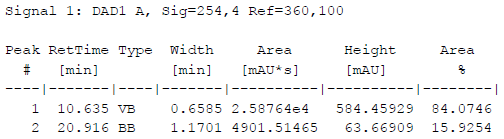 Signal 1: DAD1 A, Sig=254,4 Ref=360,100
Peak RetTime Type  Width     Area      Height     Area
  #   [min]        [min]   [mAU*s]     [mAU]        %
----|-------|----|-------|----------|----------|--------|
   1  10.635 VB    0.6585 2.58764e4  584.45929  84.0746
   2  20.916 BB    1.1701 4901.51465   63.66909  15.9254